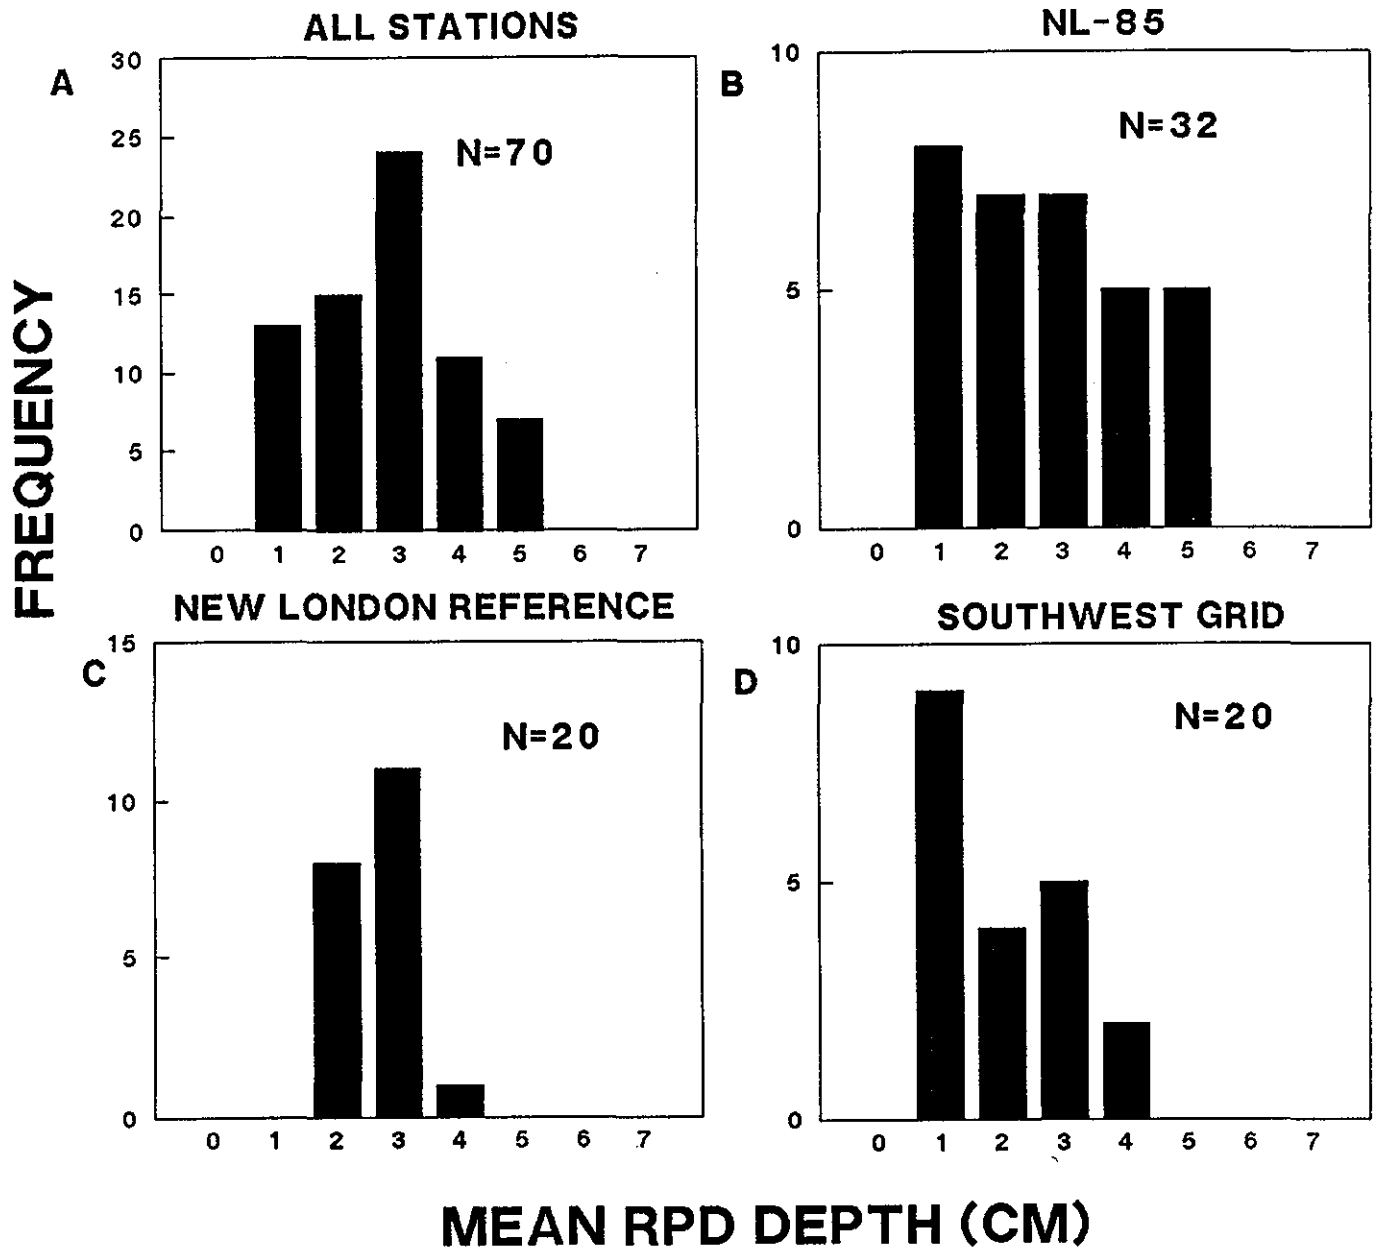 FREQUENCY
ALL STATIONS
A
N=70
30
25
20
15
10
5
0
0 1 2 3 4 5 6 7
NL-85
B
N=32
10
5
0
0 1 2 3 4 5 6 7
NEW LONDON REFERENCE
C
N=20
15
10
5
0
0 1 2 3 4 5 6 7
SOUTHWEST GRID
D
N=20
10
5
0
0 1 2 3 4 5 6 7
MEAN RPD DEPTH (CM)